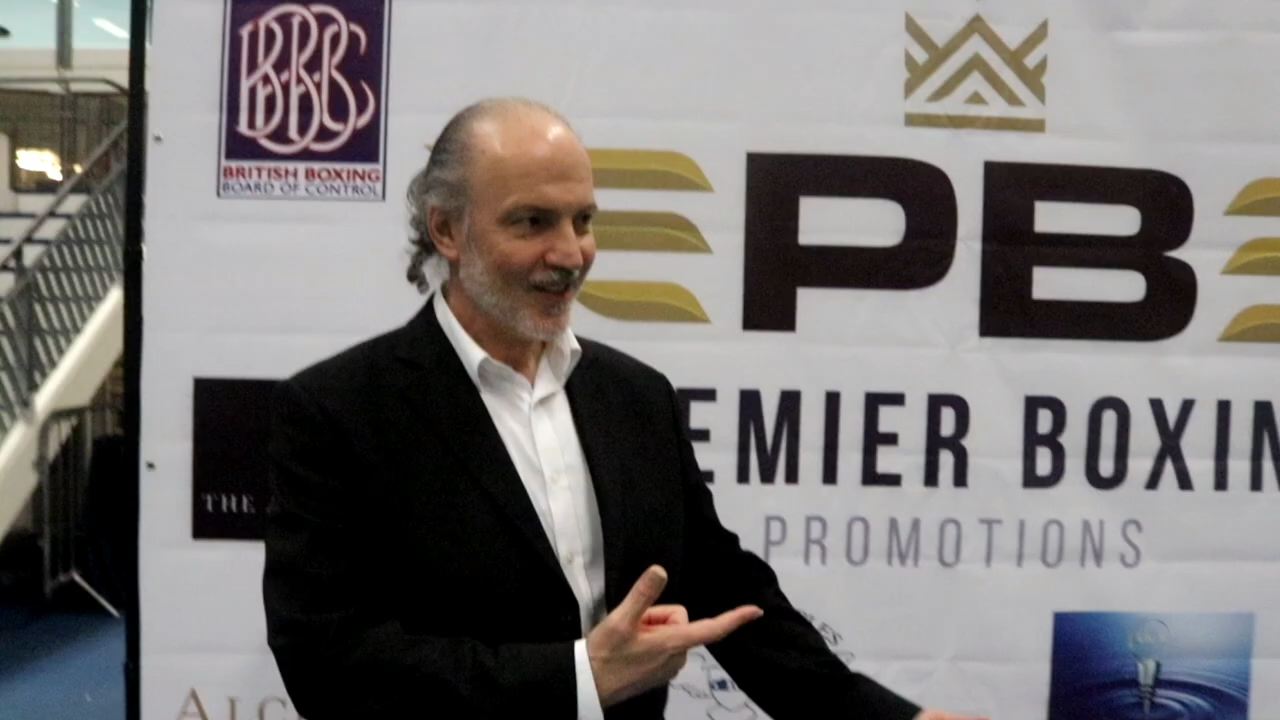 BBBC
BRITISH BOXING
BOARD OF CONTROL
PB
EMIER BOXIN
PROMOTIONS
THE